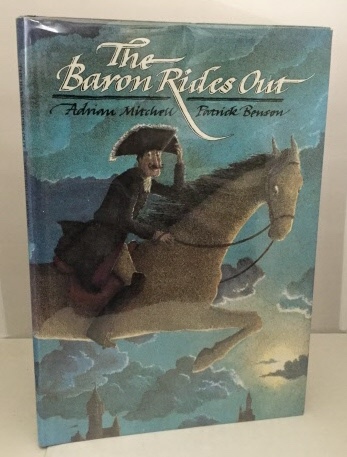 The
Baron Rides Out
Adrian Mitchell Patrick Benson